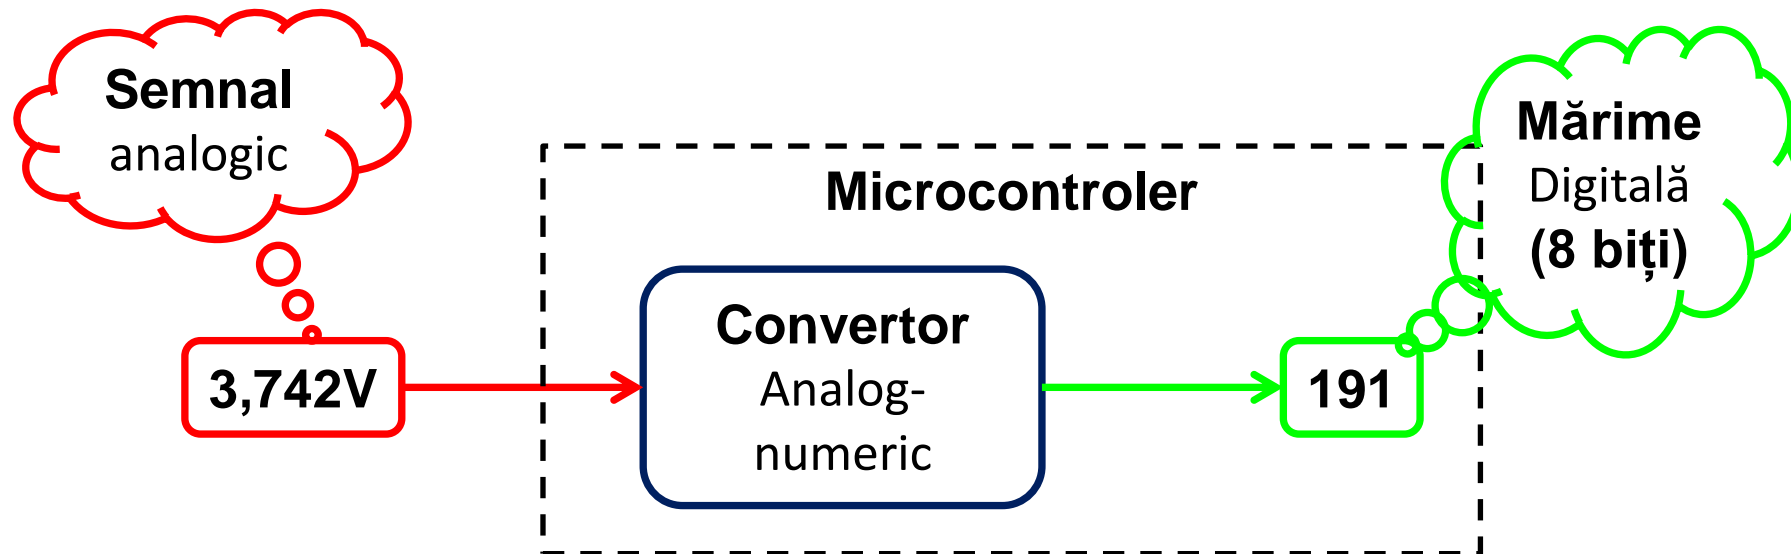 Semnal
analogic
3,742V
Microcontroler
Convertor
Analog-
numeric
191
Mărime
Digitală
(8 biți)